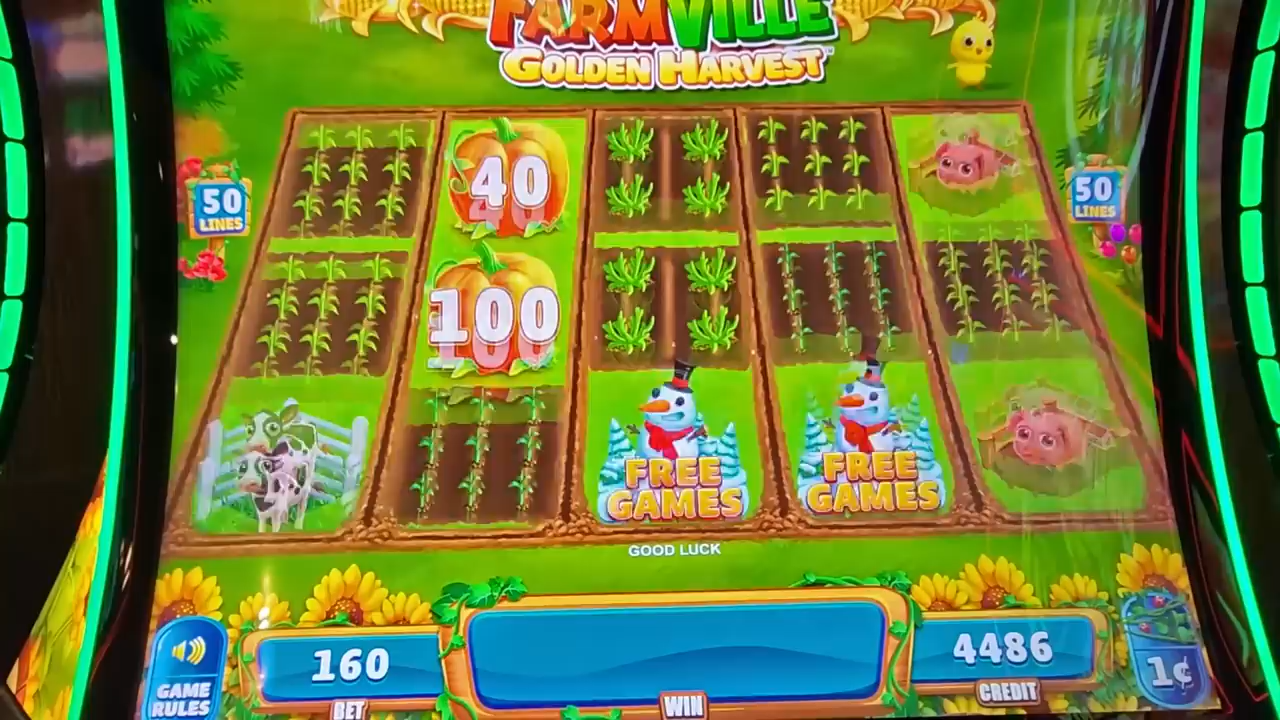 FARMVILLE
GOLDEN HARVEST™
50
LINES
50
LINES
40
100
FREE
GAMES
FREE
GAMES
GOOD LUCK
160
BET
WIN
4486
CREDIT
GAME
RULES
1¢